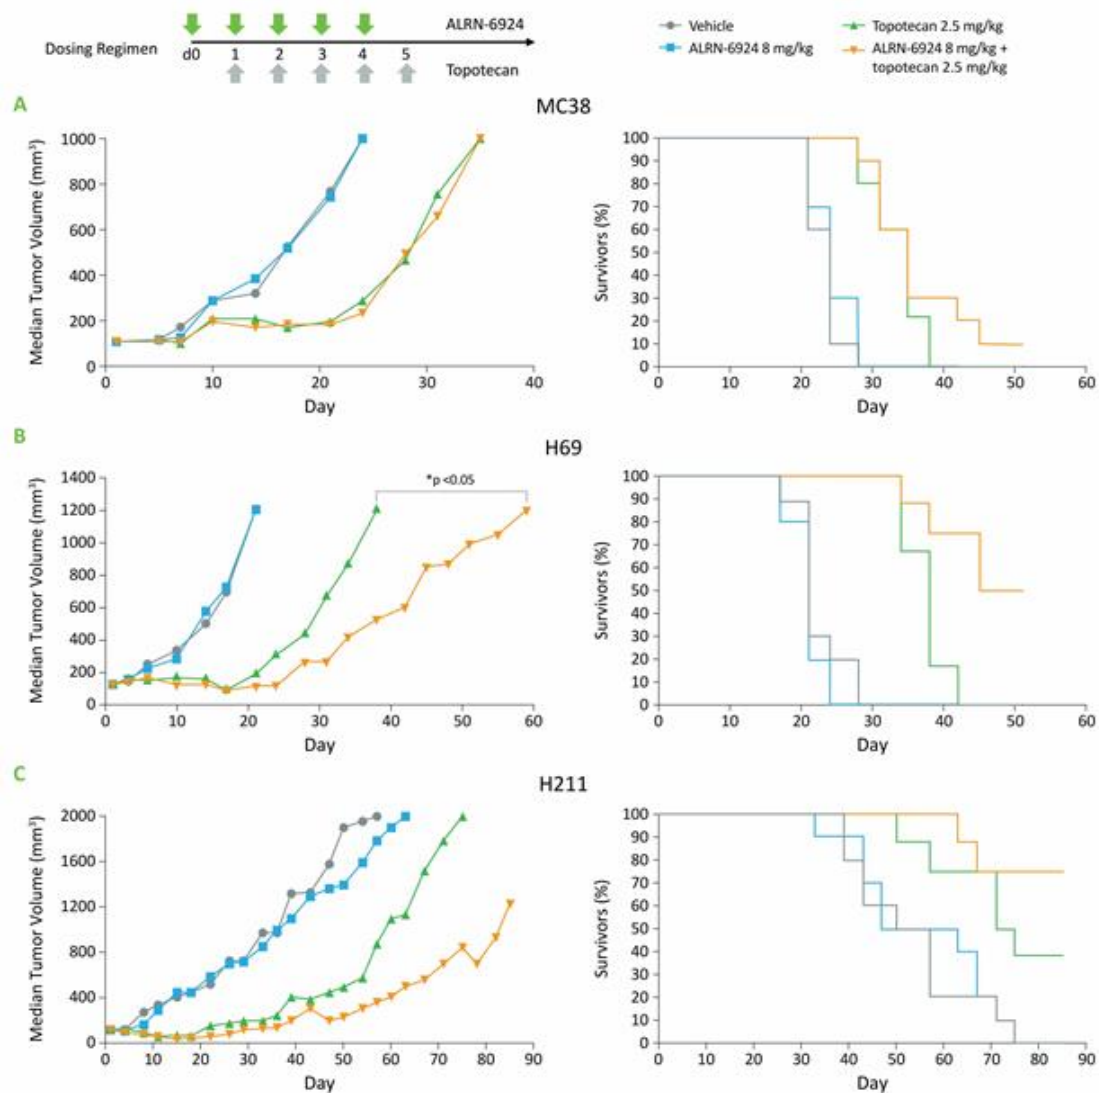 ALRN-6924
Dosing Regimen d0 1 2 3 4 5
Topotecan
Vehicle
ALRN-6924 8 mg/kg
Topotecan 2.5 mg/kg
ALRN-6924 8 mg/kg +
topotecan 2.5 mg/kg
A
MC38
Median Tumor Volume (mm³)
1000
800
600
400
200
0
0 10 20 30 40
Day
Survivors (%)
100
90
80
70
60
50
40
30
20
10
0
0 10 20 30 40 50 60
Day
B
H69
Median Tumor Volume (mm³)
1400
1200
1000
800
600
400
200
0
0 10 20 30 40 50 60
Day
*p <0.05
Survivors (%)
100
90
80
70
60
50
40
30
20
10
0
0 10 20 30 40 50 60
Day
C
H211
Median Tumor Volume (mm³)
2000
1600
1200
800
400
0
0 10 20 30 40 50 60 70 80 90
Day
Survivors (%)
100
90
80
70
60
50
40
30
20
10
0
0 10 20 30 40 50 60 70 80 90
Day